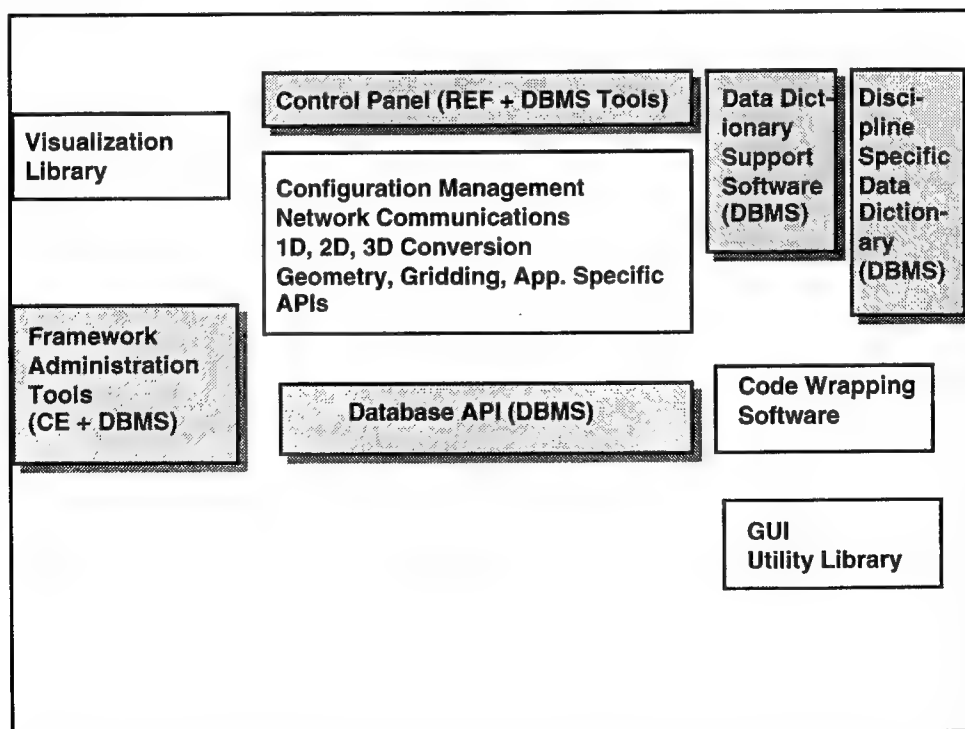 Control Panel (REF + DBMS Tools)
Data Dict-
ionary
Support
Software
(DBMS)
Disci-
pline
Specific
Data
Diction-
ary
(DBMS)
Visualization
Library
Configuration Management
Network Communications
1D, 2D, 3D Conversion
Geometry, Gridding, App. Specific
APIs
Framework
Administration
Tools
(CE + DBMS)
Database API (DBMS)
Code Wrapping
Software
GUI
Utility Library